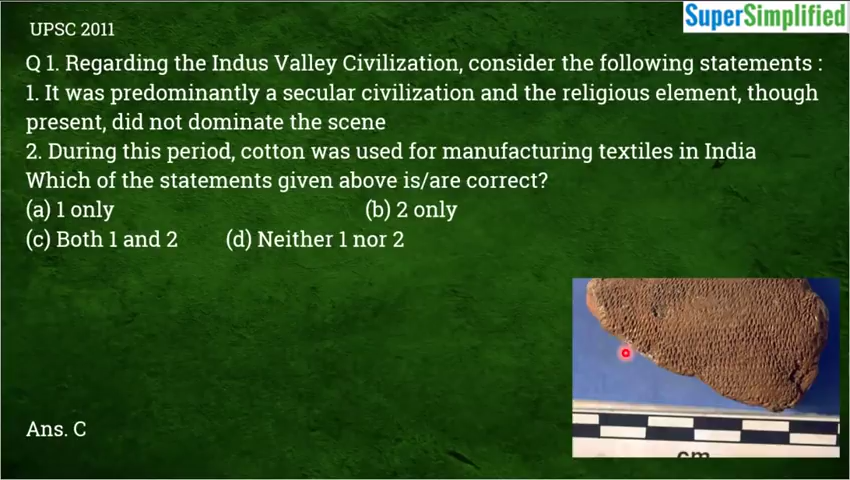 SuperSimplified
UPSC 2011
Q 1. Regarding the Indus Valley Civilization, consider the following statements :
1. It was predominantly a secular civilization and the religious element, though
present, did not dominate the scene
2. During this period, cotton was used for manufacturing textiles in India
Which of the statements given above is/are correct?
(a) 1 only (b) 2 only
(c) Both 1 and 2 (d) Neither 1 nor 2
Ans. C
cm